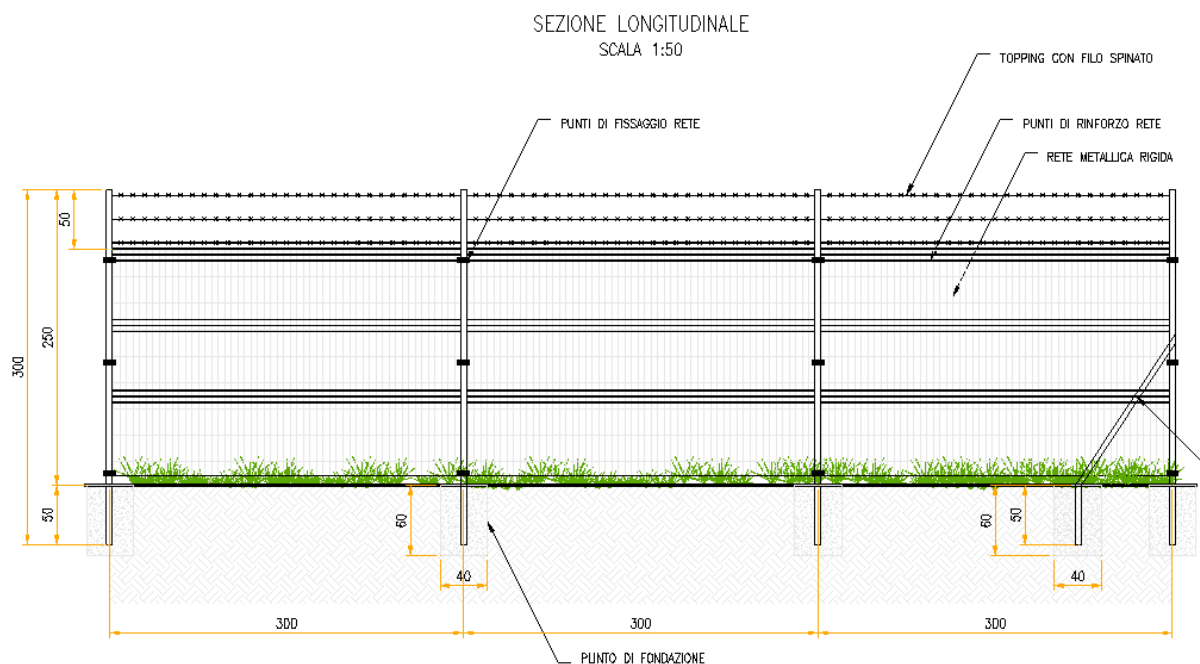 SEZIONE LONGITUDINALE
SCALA 1:50
TOPPING CON FILO SPINATO
PUNTI DI FISSAGGIO RETE
PUNTI DI RINFORZO RETE
RETE METALLICA RIGIDA
50
300
250
50
60
60
50
40
40
300
300
300
PUNTO DI FONDAZIONE